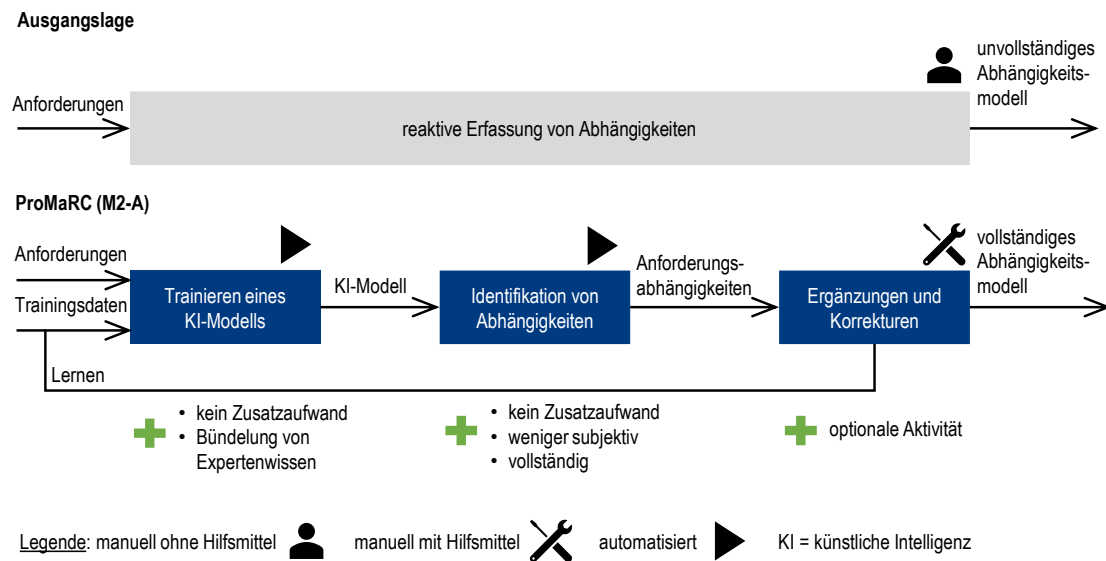 Ausgangslage
unvollständiges
Abhängigkeits-
modell
Anforderungen
reaktive Erfassung von Abhängigkeiten
ProMaRC (M2-A)
Anforderungen
Trainingsdaten
Trainieren eines
KI-Modells
KI-Modell
Identifikation von
Abhängigkeiten
Anforderungs-
abhängigkeiten
Ergänzungen und
Korrekturen
vollständiges
Abhängigkeits-
modell
Lernen
• kein Zusatzaufwand
• Bündelung von
Expertenwissen
• kein Zusatzaufwand
• weniger subjektiv
• vollständig
optionale Aktivität
Legende: manuell ohne Hilfsmittel manuell mit Hilfsmittel automatisiert KI = künstliche Intelligenz